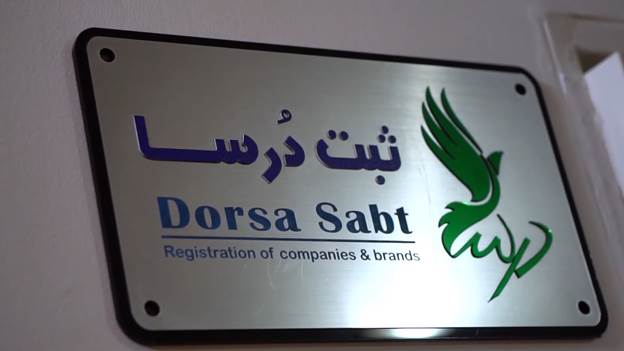 ثبت دُرسا
Dorsa Sabt
Registration of companies & brands